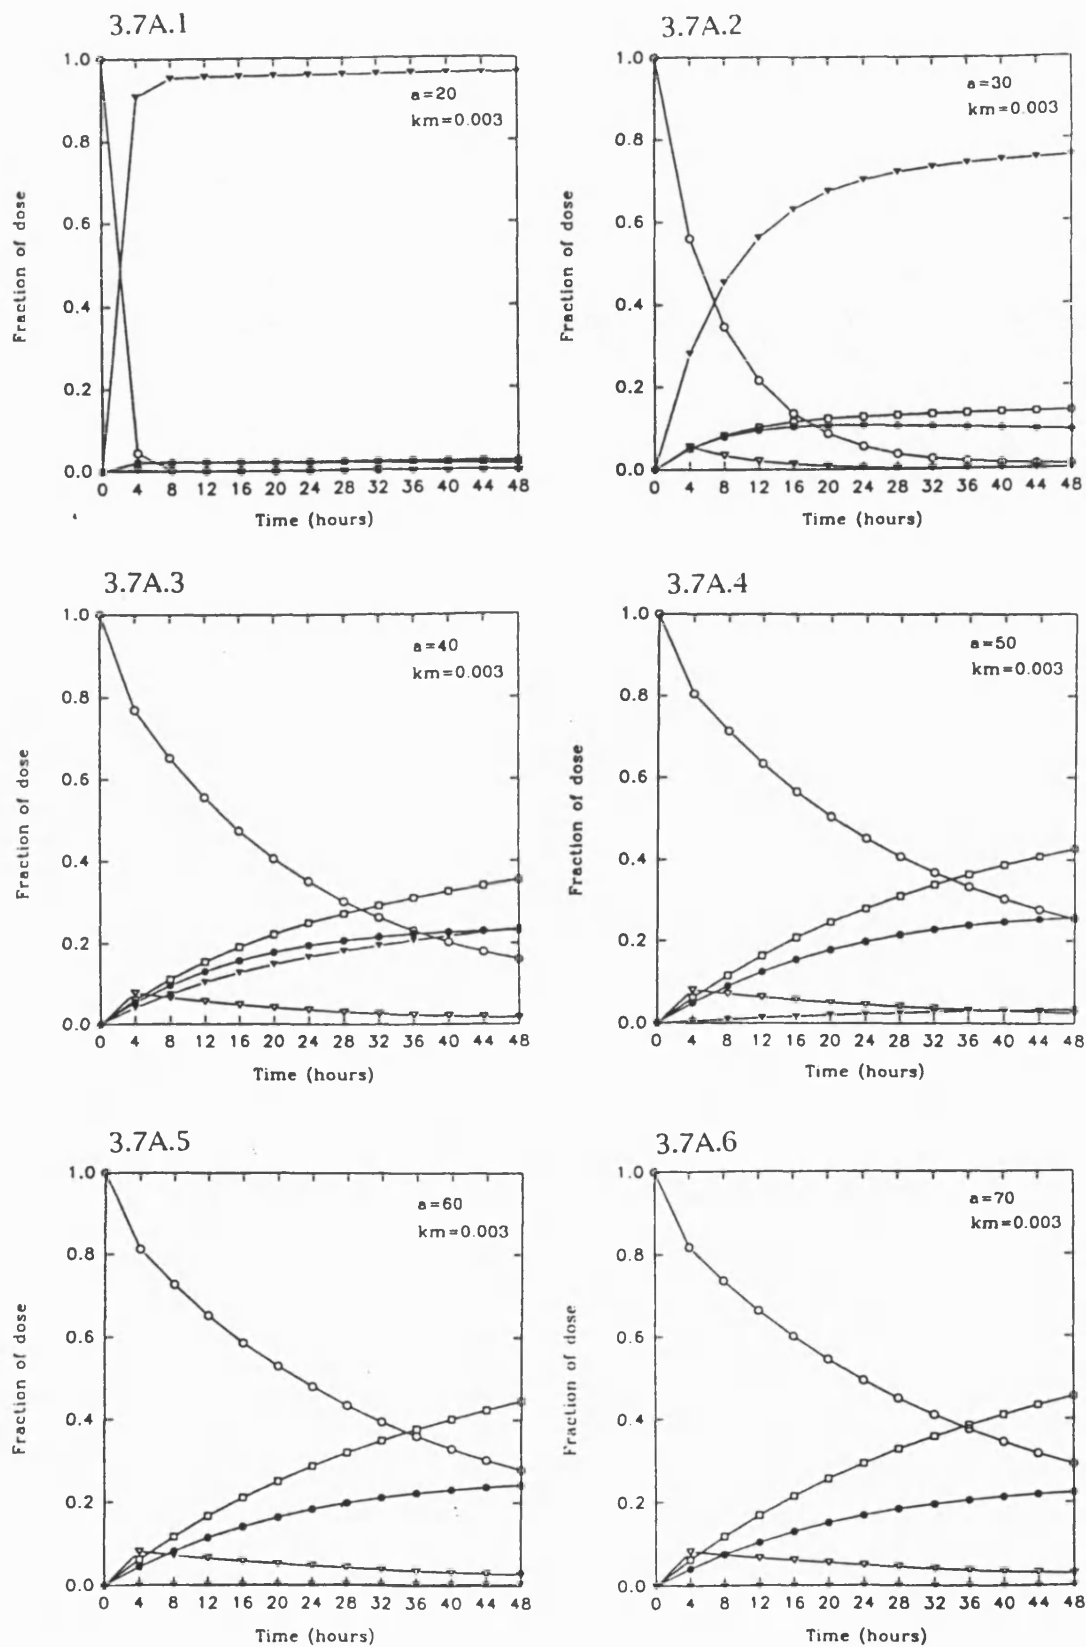 3.7A.1
3.7A.2
1.0
0.8
0.6
0.4
0.2
0.0
Fraction of dose
a=20
km=0.003
0 4 8 12 16 20 24 28 32 36 40 44 48
Time (hours)
1.0
0.8
0.6
0.4
0.2
0.0
Fraction of dose
a=30
km=0.003
0 4 8 12 16 20 24 28 32 36 40 44 48
Time (hours)
3.7A.3
3.7A.4
1.0
0.8
0.6
0.4
0.2
0.0
Fraction of dose
a=40
km=0.003
0 4 8 12 16 20 24 28 32 36 40 44 48
Time (hours)
1.0
0.8
0.6
0.4
0.2
0.0
Fraction of dose
a=50
km=0.003
0 4 8 12 16 20 24 28 32 36 40 44 48
Time (hours)
3.7A.5
3.7A.6
1.0
0.8
0.6
0.4
0.2
0.0
Fraction of dose
a=60
km=0.003
0 4 8 12 16 20 24 28 32 36 40 44 48
Time (hours)
1.0
0.8
0.6
0.4
0.2
0.0
Fraction of dose
a=70
km=0.003
0 4 8 12 16 20 24 28 32 36 40 44 48
Time (hours)